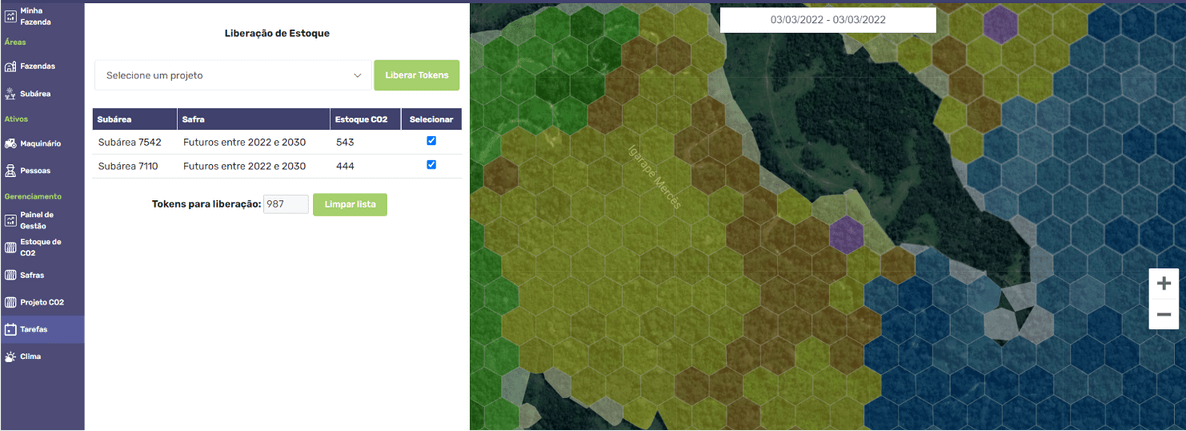 Minha
Fazenda
Áreas
Fazendas
Subárea
Ativos
Maquinário
Pessoas
Gerenciamento
Painel de
Gestão
Estoque de
CO2
Safras
Projeto CO2
Tarefas
Clima
Liberação de Estoque
Selecione um projeto
Liberar Tokens
Subárea Safra Estoque CO2 Selecionar
Subárea 7542 Futuros entre 2022 e 2030 543
Subárea 7110 Futuros entre 2022 e 2030 444
Tokens para liberação: 987 Limpar lista
03/03/2022 - 03/03/2022
Igarapé Mercês
+
−